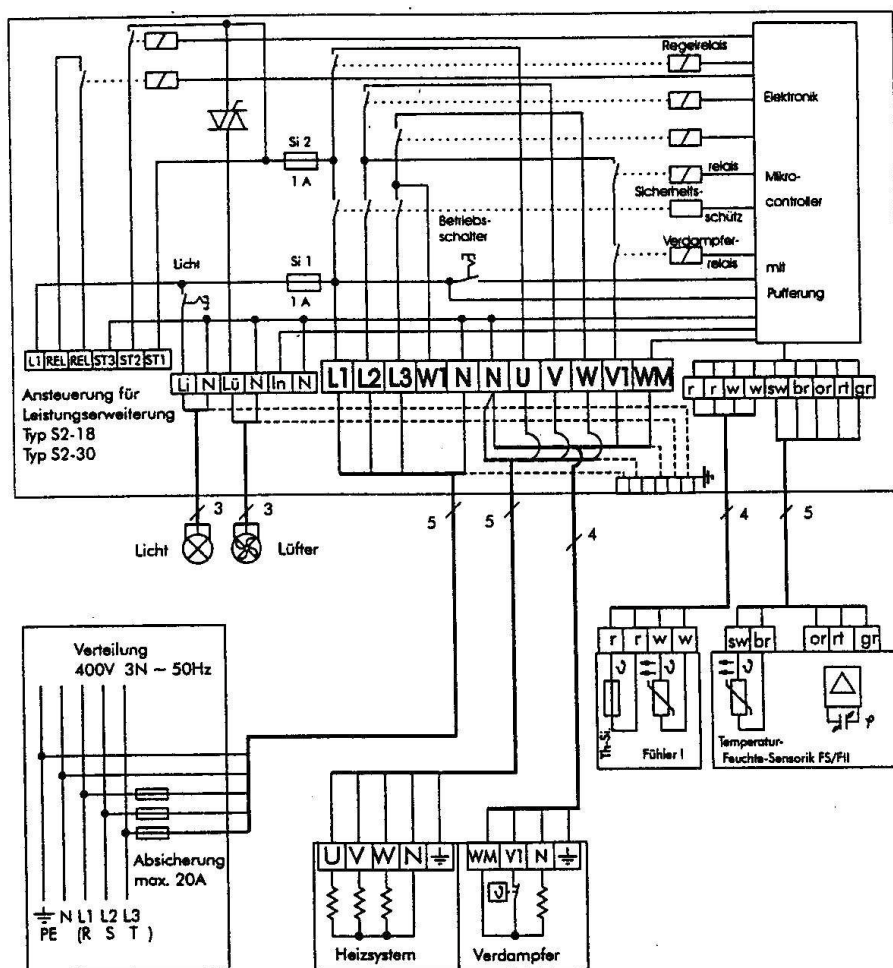 Regelrelais
Elektronik
Si 2
1 A
relais
Mikro-
controller
Sicherheits-
schütz
Betriebs-
schalter
Verdampfer-
relais
mit
Pufferung
Licht
Si 1
1 A
L1 REL REL ST3 ST2 ST1
Li N Lü N In N
L1 L2 L3 W1 N N U V W V1 WM
r r w w sw br or rt gr
Ansteuerung für
Leistungserweiterung
Typ S2-18
Typ S2-30
3 3 5 5 4 4 5
Licht
Lüfter
Verteilung
400V 3N ~ 50Hz
Absicherung
max. 20A
N L1 L2 L3
PE (R S T )
r r w w
ϑ ϑ
Th-Si.
Fühler I
sw br or rt gr
ϑ
φ
Temperatur-
Feuchte-Sensorik FS/FII
U V W N
Heizsystem
WM V1 N
ϑ
Verdampfer